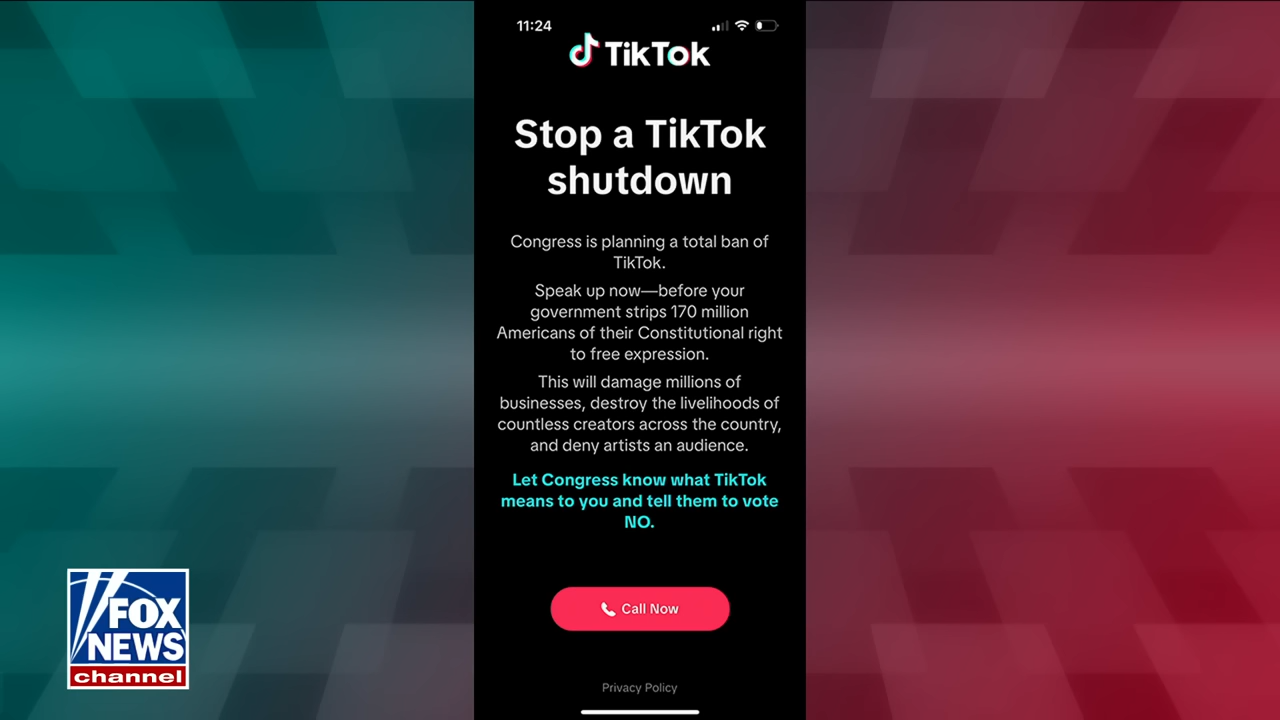 11:24
TikTok
Stop a TikTok
shutdown
Congress is planning a total ban of
TikTok.
Speak up now—before your
government strips 170 million
Americans of their Constitutional right
to free expression.
This will damage millions of
businesses, destroy the livelihoods of
countless creators across the country,
and deny artists an audience.
Let Congress know what TikTok
means to you and tell them to vote
NO.
Call Now
Privacy Policy
FOX
NEWS
channel